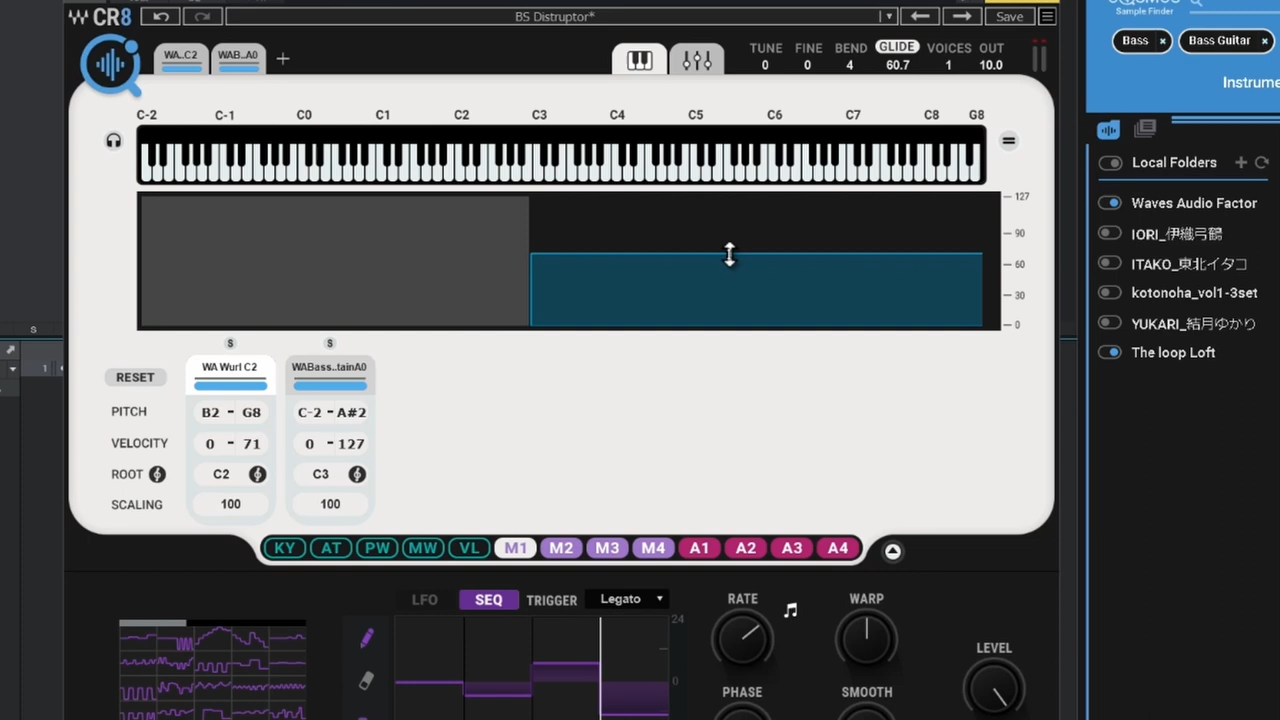 CR8
BS Distruptor*
Save
WA..C2
WAB..A0
+
TUNE FINE BEND GLIDE VOICES OUT
0 0 4 60.7 1 10.0
C-2 C-1 C0 C1 C2 C3 C4 C5 C6 C7 C8 G8
127
90
60
30
0
S
S
S
1
RESET
WA Wurl C2
WABass..tainA0
PITCH
B2 - G8
C-2 - A#2
VELOCITY
0 - 71
0 - 127
ROOT
C2
C3
SCALING
100
100
KY AT PW MW VL M1 M2 M3 M4 A1 A2 A3 A4
LFO SEQ TRIGGER Legato
24
0
RATE
WARP
LEVEL
PHASE
SMOOTH
Sample Finder
Bass ×
Bass Guitar ×
Instrume
Local Folders
Waves Audio Factor
IORI_伊織弓鶴
ITAKO_東北イタコ
kotonoha_vol1-3set
YUKARI_結月ゆかり
The loop Loft